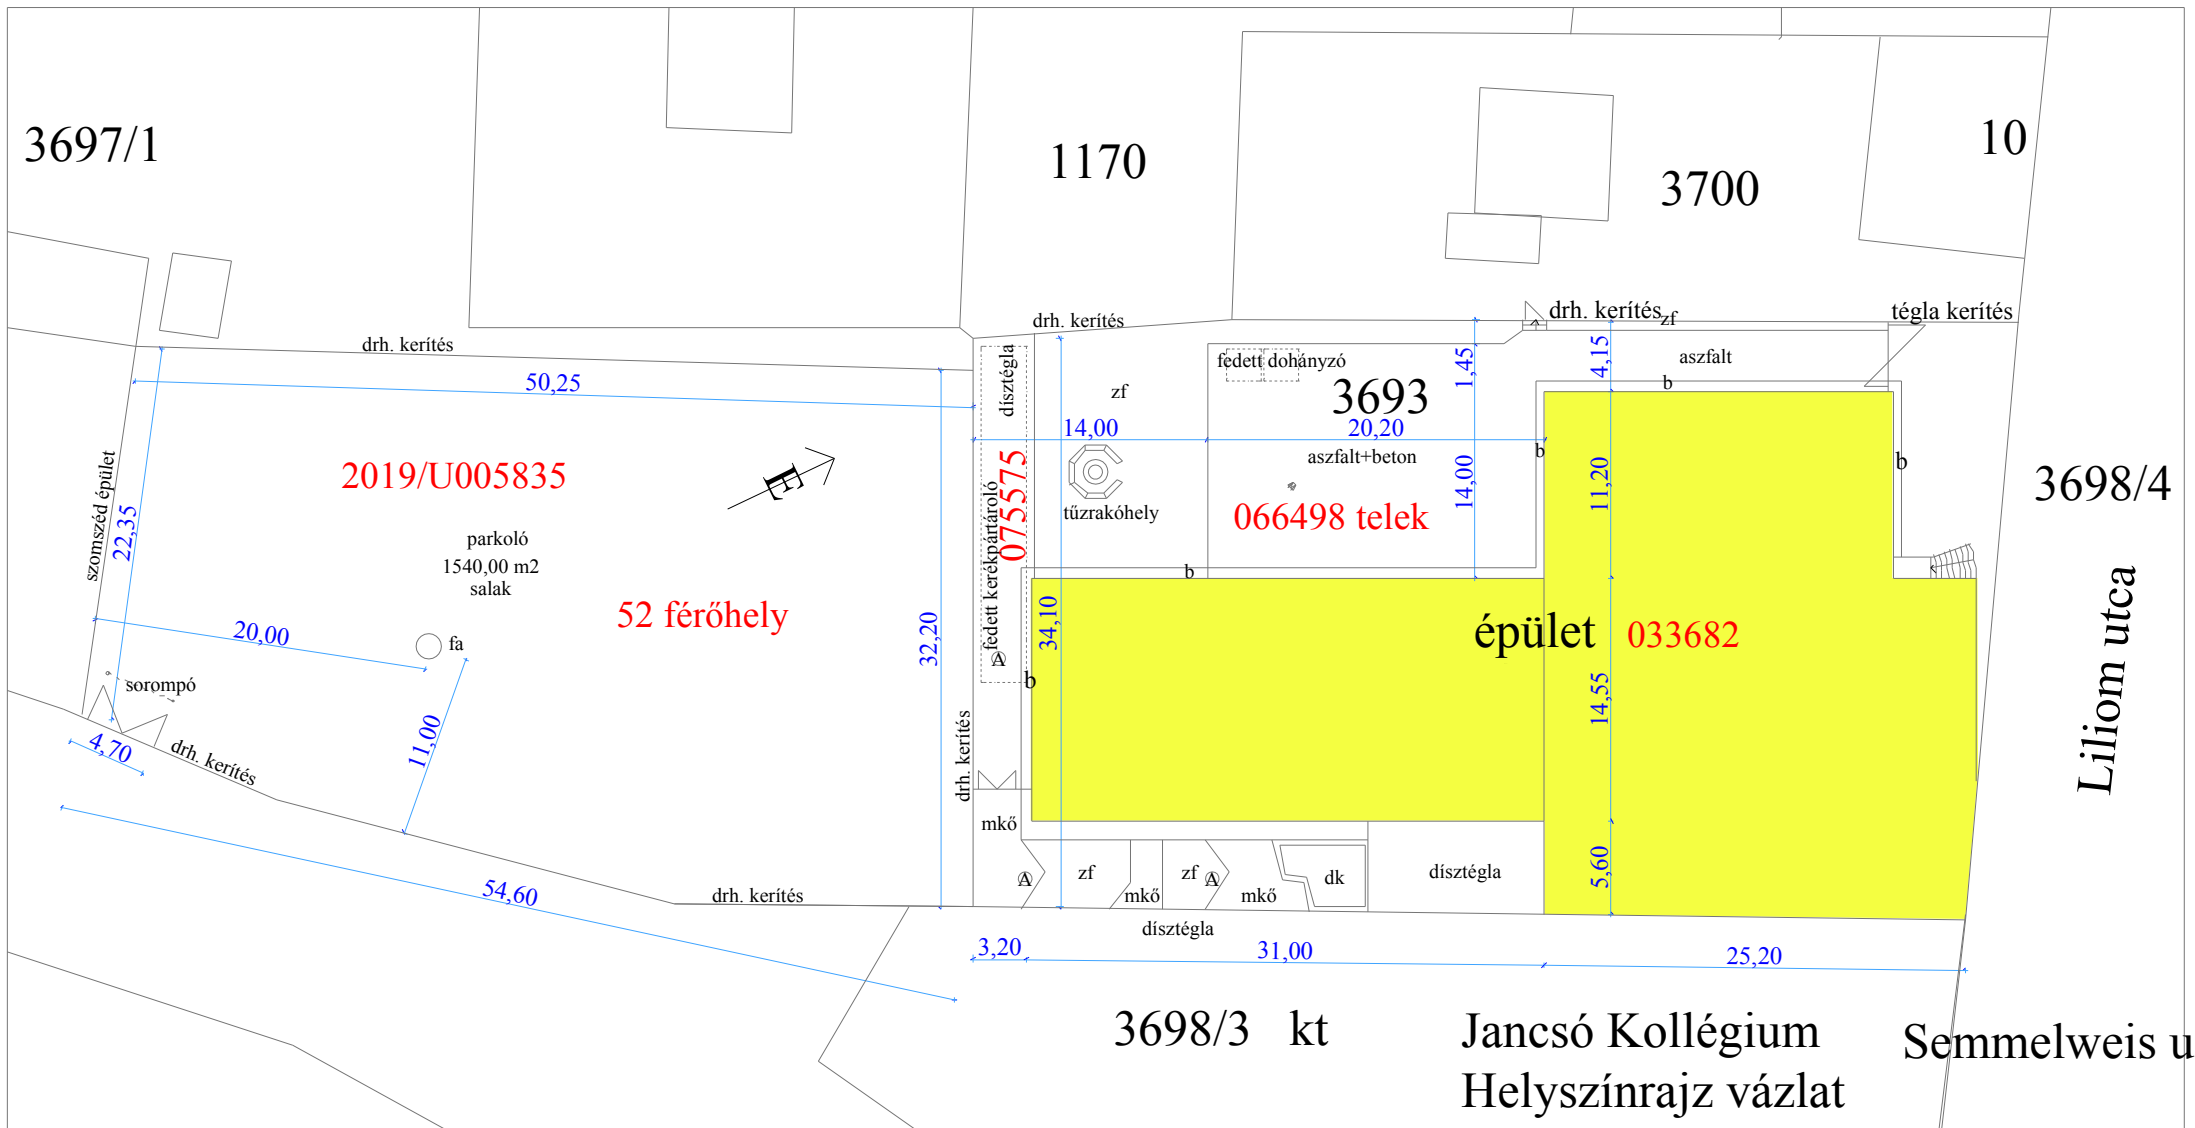 3697/1
1170
3700
10
drh. kerítés
drh. kerítés
drh. kerítés
zf
tégla kerítés
50,25
dísztégla
zf
fedett dohányzó
3693
1,45
4,15
aszfalt
b
14,00
20,20
aszfalt+beton
b
b
2019/U005835
É
075575
fedett kerékpártároló
tűzrakóhely
066498 telek
14,00
11,20
3698/4
szomszéd épület
22,35
parkoló
1540,00 m2
salak
52 férőhely
b
20,00
fa
32,20
34,10
A
épület
033682
Liliom utca
sorompó
b
14,55
4,70
drh. kerítés
11,00
drh. kerítés
mkő
54,60
drh. kerítés
A
zf
mkő
zf
A
mkő
dk
dísztégla
5,60
dísztégla
3,20
31,00
25,20
3698/3 kt
Jancsó Kollégium
Semmelweis u
Helyszínrajz vázlat